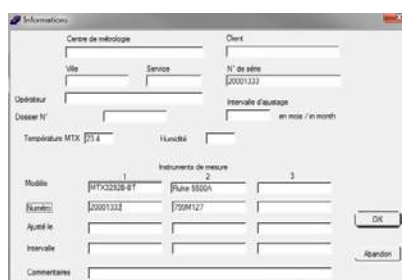 Informations
Centre de métrologie Client
Ville Service N° de série
20001333
Opérateur Intervalle d'ajustage
Dossier N° en mois / in month
Température MTX 23.4 Humidité
Instruments de mesure
1 2 3
Modèle MTX3292B-BT Fluke 5500A
Numéro 20001333 799M127
Ajusté le OK
Intervalle Abandon
Commentaires